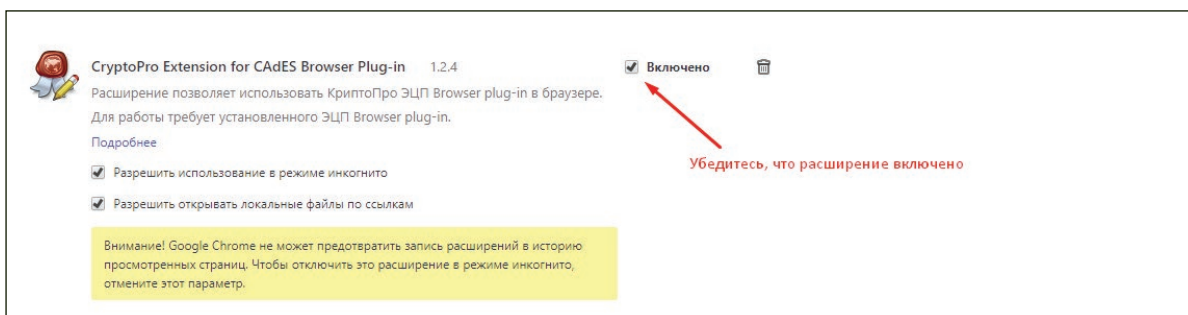 CryptoPro Extension for CAdES Browser Plug-in 1.2.4
Включено
Расширение позволяет использовать КриптоПро ЭЦП Browser plug-in в браузере.
Для работы требует установленного ЭЦП Browser plug-in.
Подробнее
Убедитесь, что расширение включено
Разрешить использование в режиме инкогнито
Разрешить открывать локальные файлы по ссылкам
Внимание! Google Chrome не может предотвратить запись расширений в историю
просмотренных страниц. Чтобы отключить это расширение в режиме инкогнито,
отмените этот параметр.